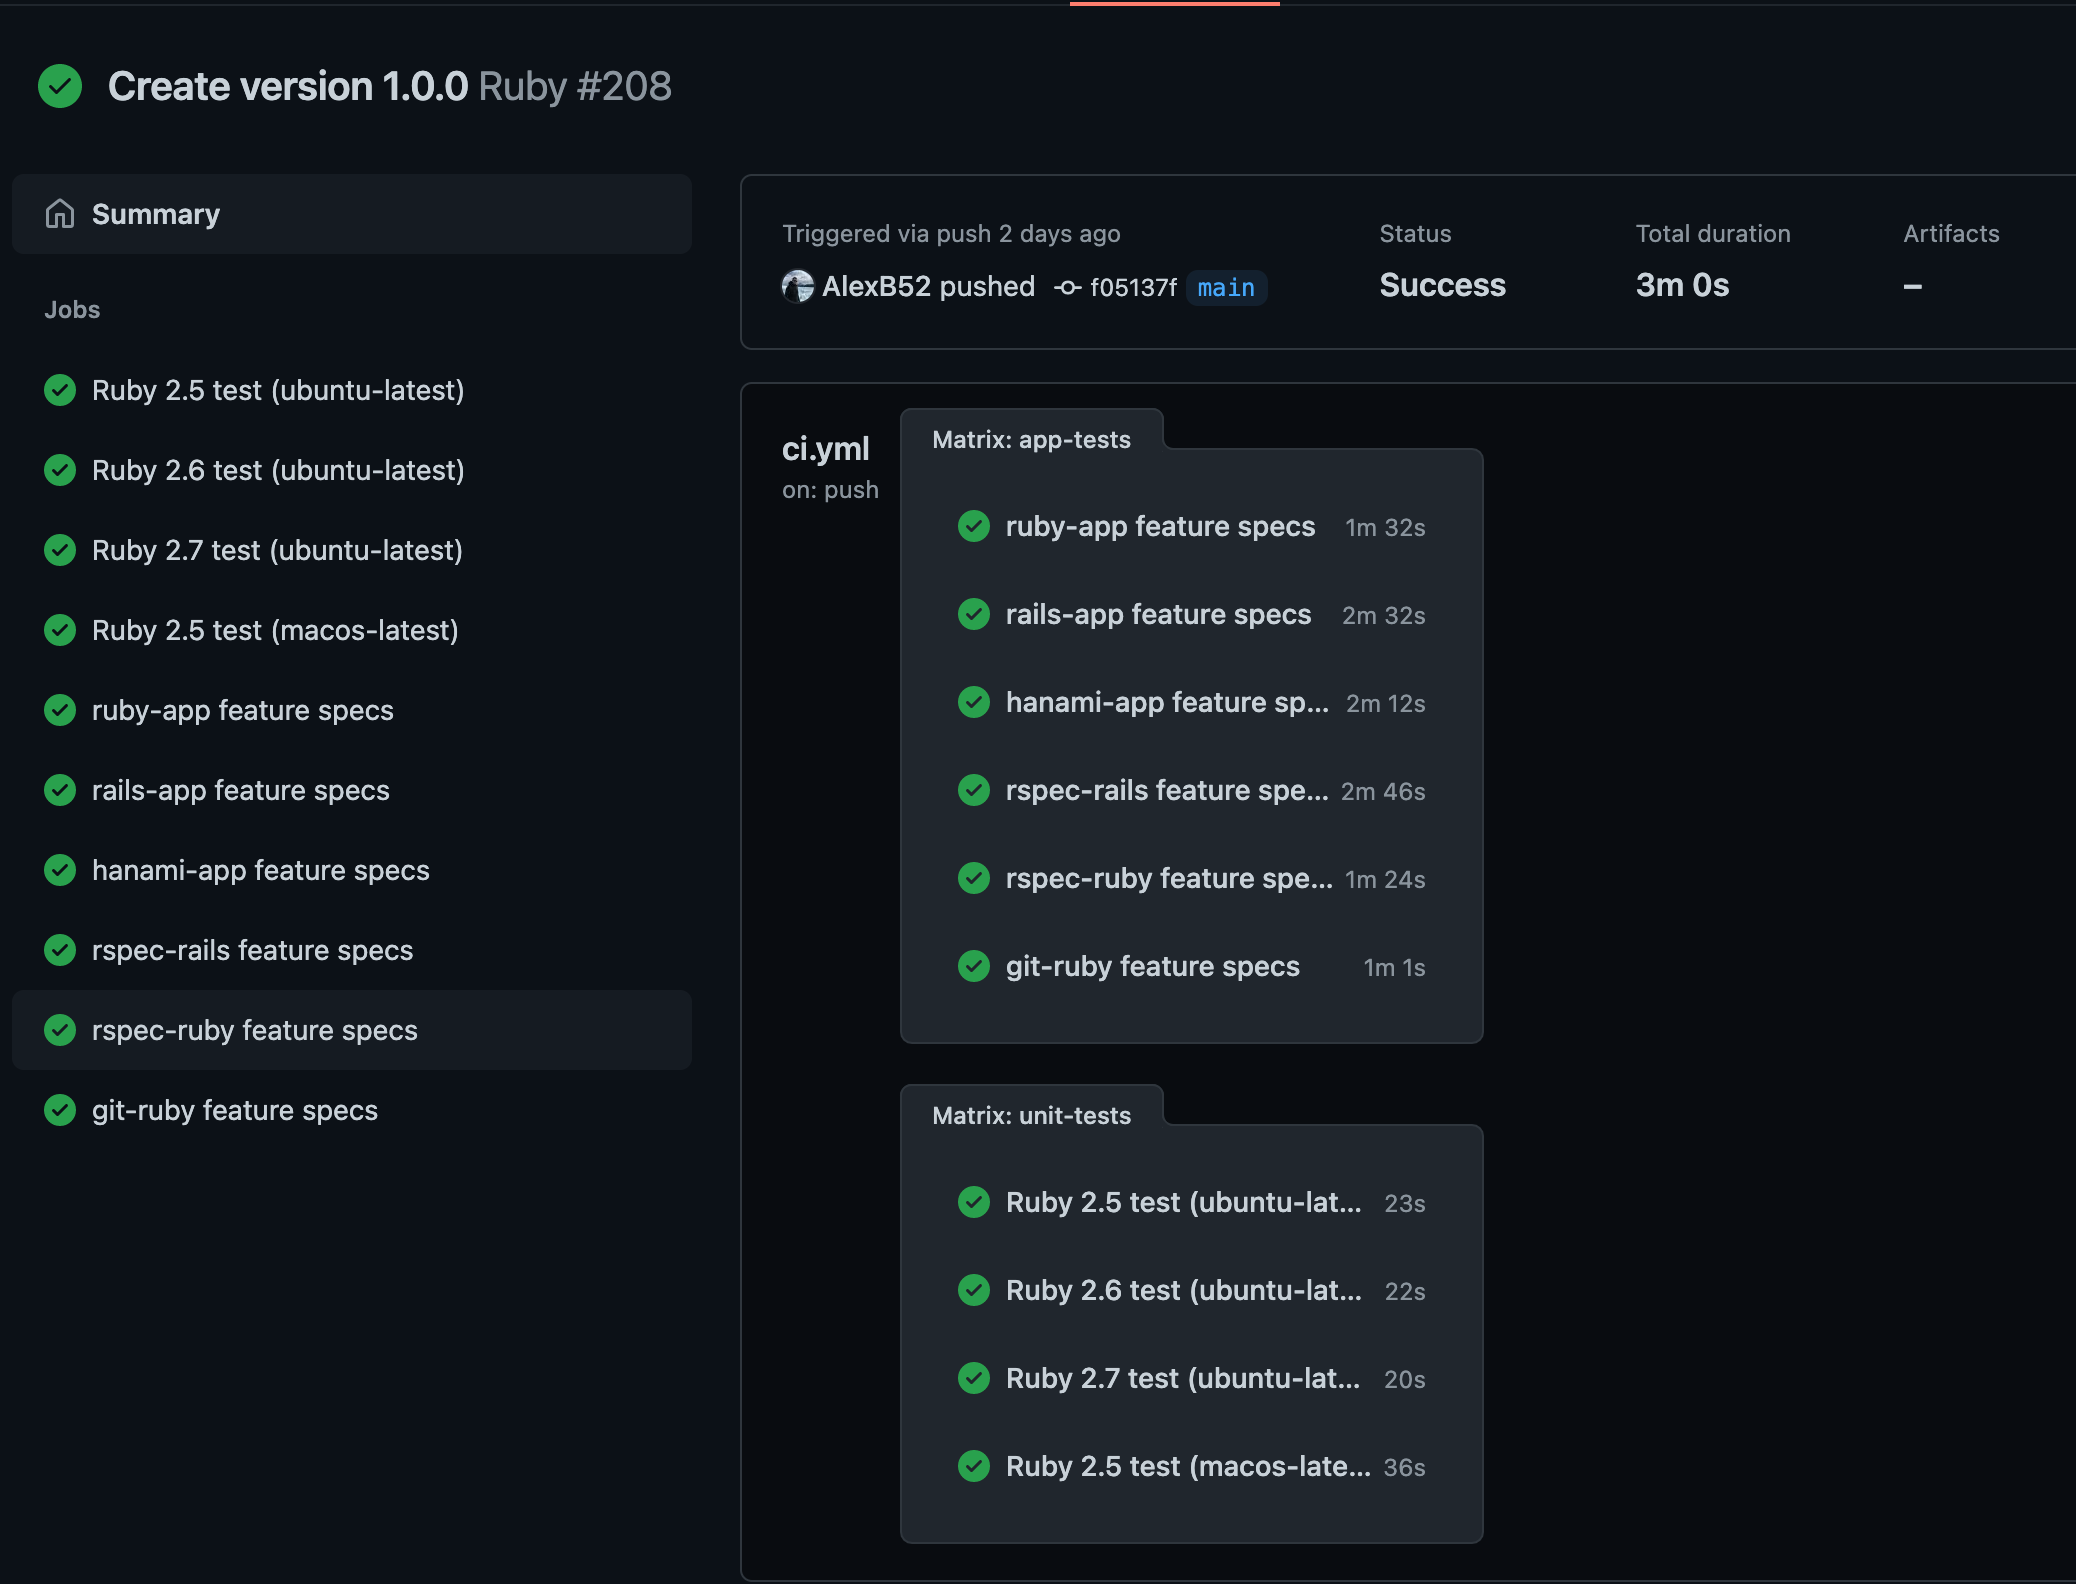 Create version 1.0.0 Ruby #208
Summary
Jobs
Ruby 2.5 test (ubuntu-latest)
Ruby 2.6 test (ubuntu-latest)
Ruby 2.7 test (ubuntu-latest)
Ruby 2.5 test (macos-latest)
ruby-app feature specs
rails-app feature specs
hanami-app feature specs
rspec-rails feature specs
rspec-ruby feature specs
git-ruby feature specs
Triggered via push 2 days ago
AlexB52 pushed f05137f main
Status
Success
Total duration
3m 0s
Artifacts
–
ci.yml
on: push
Matrix: app-tests
ruby-app feature specs 1m 32s
rails-app feature specs 2m 32s
hanami-app feature sp... 2m 12s
rspec-rails feature spe... 2m 46s
rspec-ruby feature spe... 1m 24s
git-ruby feature specs 1m 1s
Matrix: unit-tests
Ruby 2.5 test (ubuntu-lat... 23s
Ruby 2.6 test (ubuntu-lat... 22s
Ruby 2.7 test (ubuntu-lat... 20s
Ruby 2.5 test (macos-late... 36s